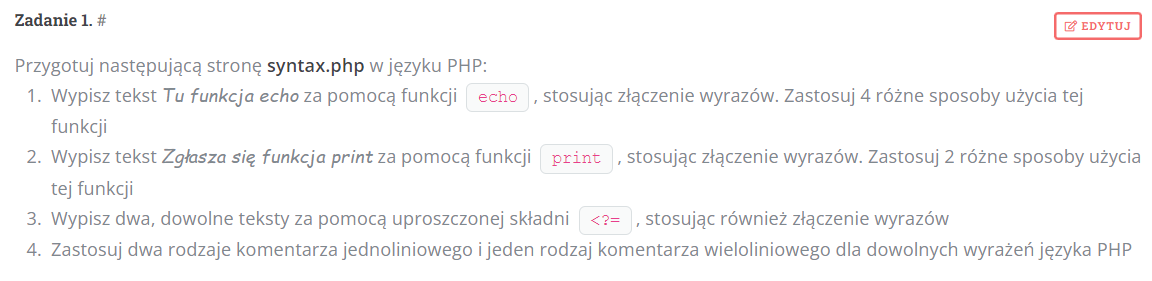 Zadanie 1. #
EDYTUJ
Przygotuj następującą stronę syntax.php w języku PHP:
1. Wypisz tekst Tu funkcja echo za pomocą funkcji echo , stosując złączenie wyrazów. Zastosuj 4 różne sposoby użycia tej
funkcji
2. Wypisz tekst Zgłasza się funkcja print za pomocą funkcji print , stosując złączenie wyrazów. Zastosuj 2 różne sposoby użycia
tej funkcji
3. Wypisz dwa, dowolne teksty za pomocą uproszczonej składni <?= , stosując również złączenie wyrazów
4. Zastosuj dwa rodzaje komentarza jednoliniowego i jeden rodzaj komentarza wieloliniowego dla dowolnych wyrażeń języka PHP